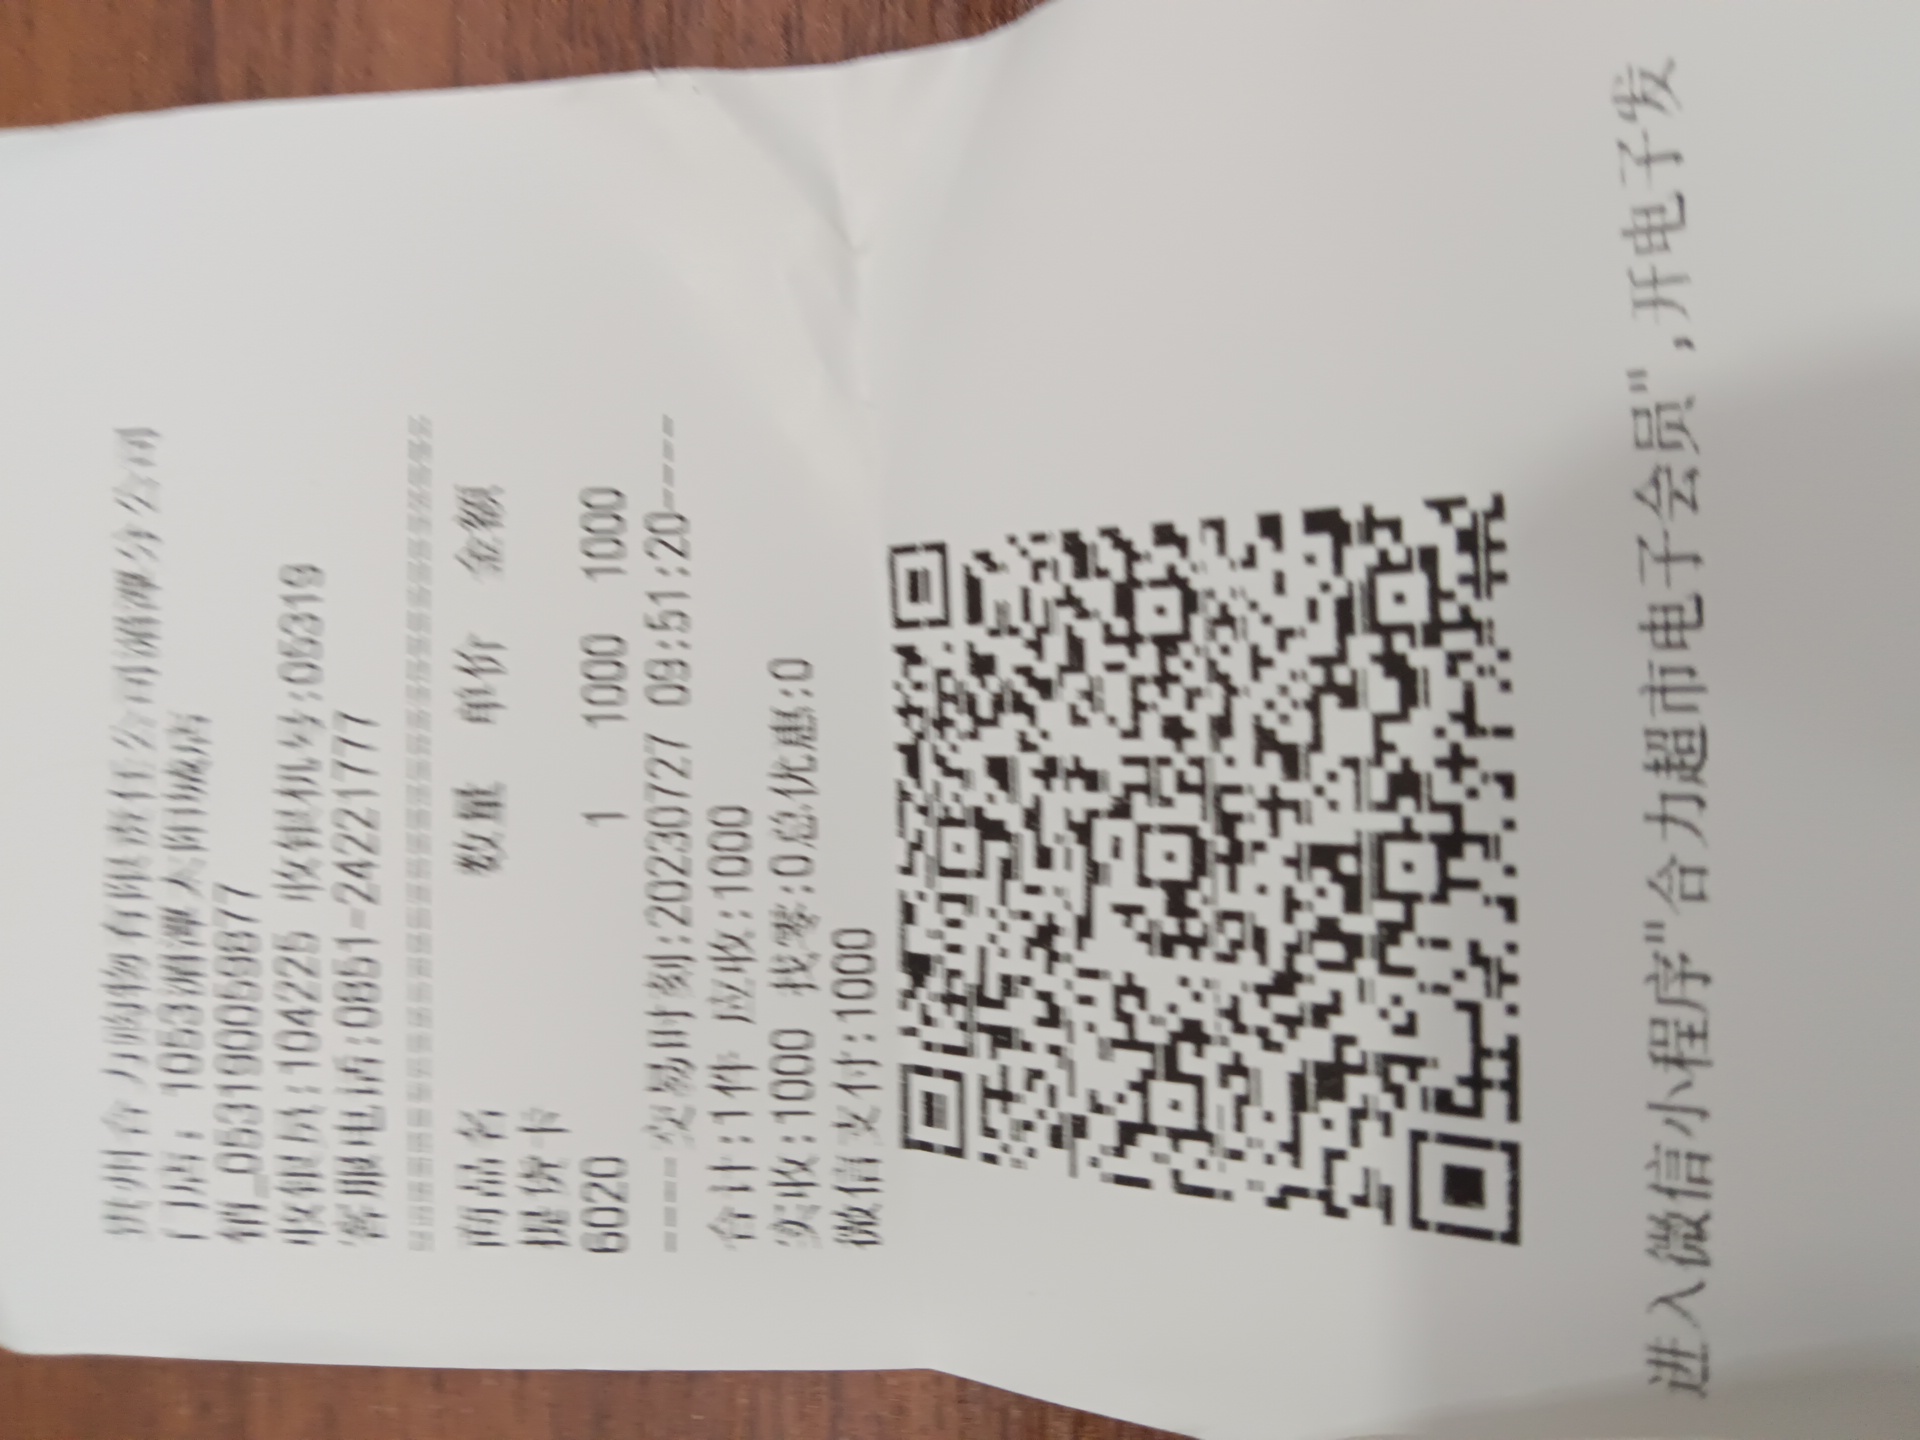 贵州合力购物有限责任公司湄潭分公司
门店: 1053湄潭大阳城店
销_053190059877
收银员:104225 收银机号:05319
客服电话:0851-24221777
商品名 数量 单价 金额
提货卡
6020 1 1000 1000
----交易时刻:20230727 09:51:20----
合计:1件 应收:1000
实收:1000 找零:0总优惠:0
微信支付:1000
进入微信小程序"合力超市电子会员",开电子发